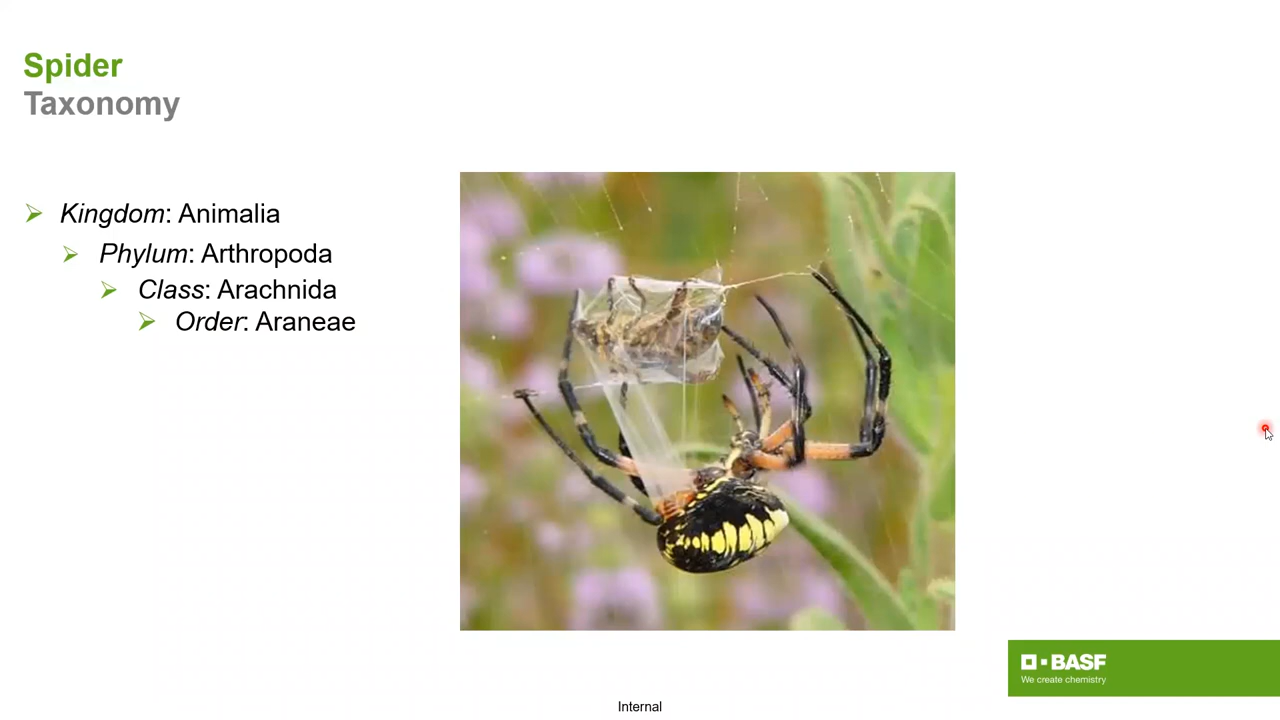 Spider
Taxonomy
Kingdom: Animalia
Phylum: Arthropoda
Class: Arachnida
Order: Araneae
BASF
We create chemistry
Internal